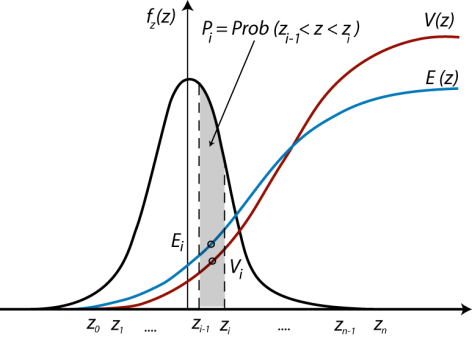 f_z(z)
P_i = Prob (z_{i-1} < z < z_i)
V(z)
E (z)
E_i
V_i
z_0 z_1 .... z_{i-1} z_i .... z_{n-1} z_n